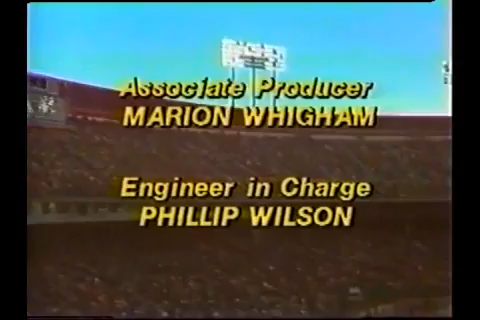 Associate Producer
MARION WHIGHAM
Engineer in Charge
PHILLIP WILSON